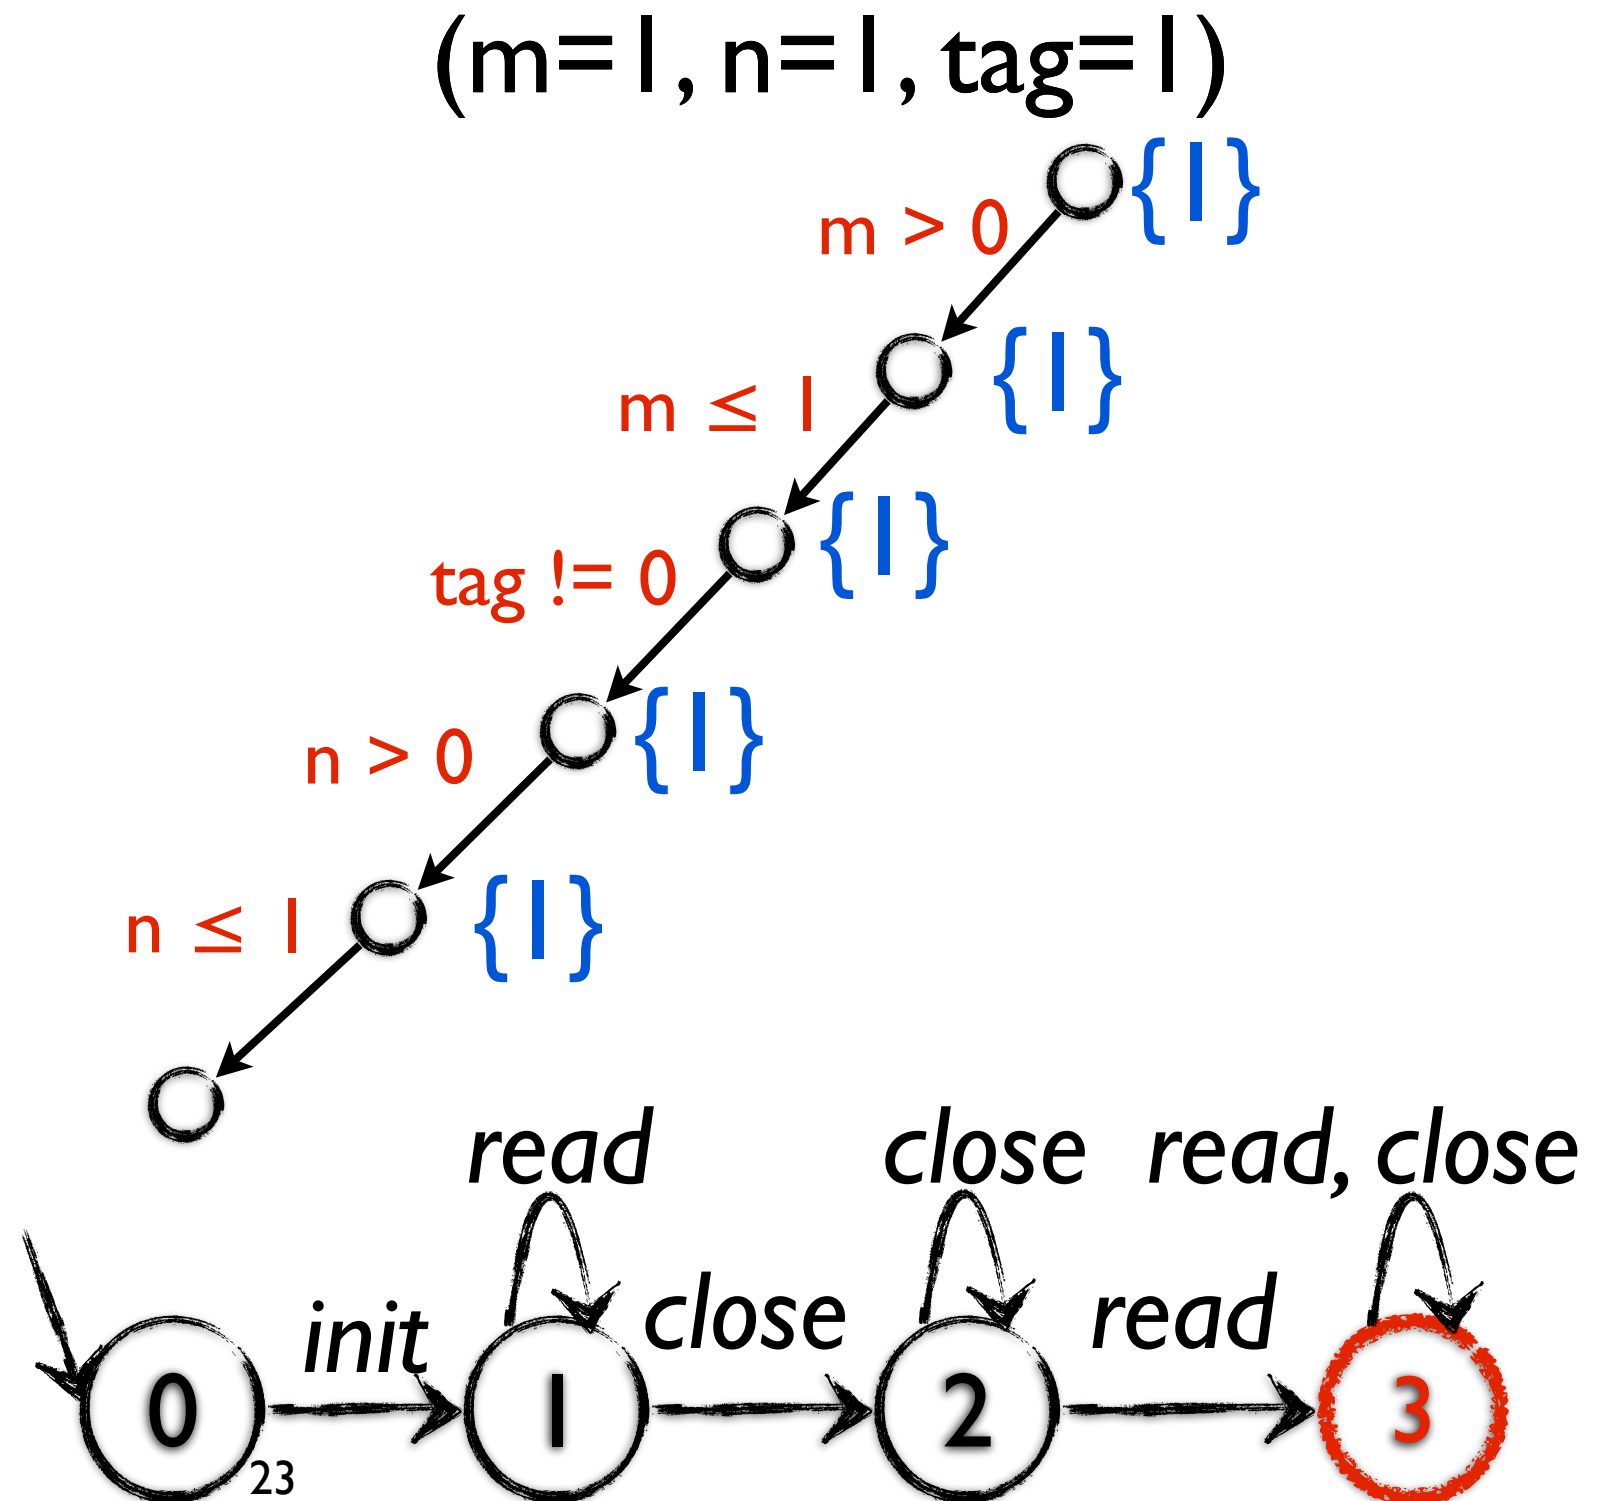 (m=1, n=1, tag=1)
{1}
m > 0
{1}
m ≤ 1
{1}
tag != 0
{1}
n > 0
{1}
n ≤ 1
read close read, close
init close read
0 1 2 3
23